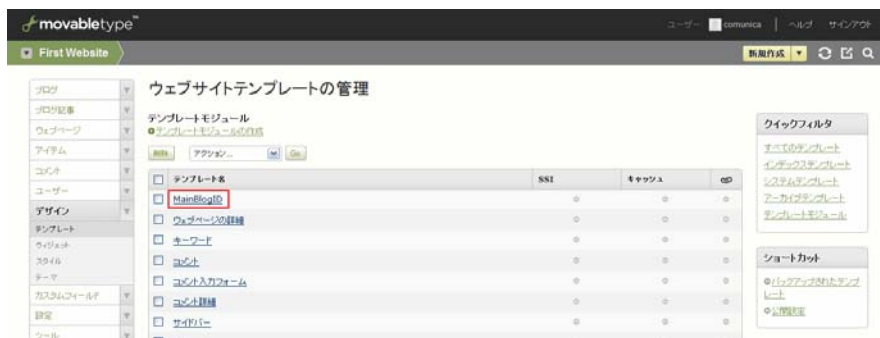 movabletype™
ユーザー comunica | ヘルプ サインアウト
First Website
新規作成
ブログ
ブログ記事
ウェブページ
アイテム
コメント
ユーザー
デザイン
テンプレート
ウィジェット
スタイル
テーマ
カスタムフィールド
設定
ツール
ウェブサイトテンプレートの管理
テンプレートモジュール
テンプレートモジュールの作成
削除 アクション... Go
テンプレート名 SSI キャッシュ
MainBlogID
ウェブページの詳細
キーワード
コメント
コメント入力フォーム
コメント詳細
サイドバー
クイックフィルタ
すべてのテンプレート
インデックステンプレート
システムテンプレート
アーカイブテンプレート
テンプレートモジュール
ショートカット
バックアップされたテンプ
レート
公開設定